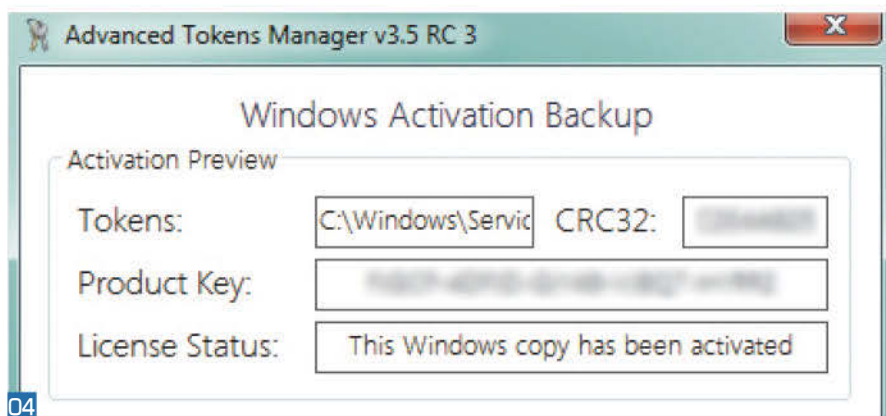 Advanced Tokens Manager v3.5 RC 3
Windows Activation Backup
Activation Preview
Tokens: C:\Windows\Servic CRC32:
Product Key:
License Status: This Windows copy has been activated
04